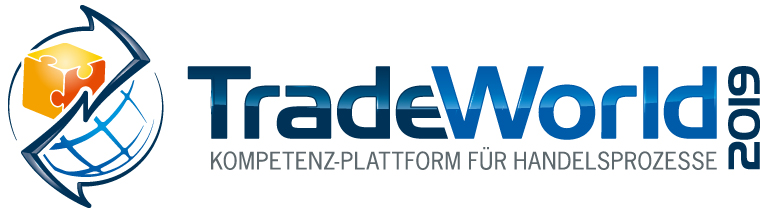 TradeWorld
2019
KOMPETENZ-PLATTFORM FÜR HANDELSPROZESSE